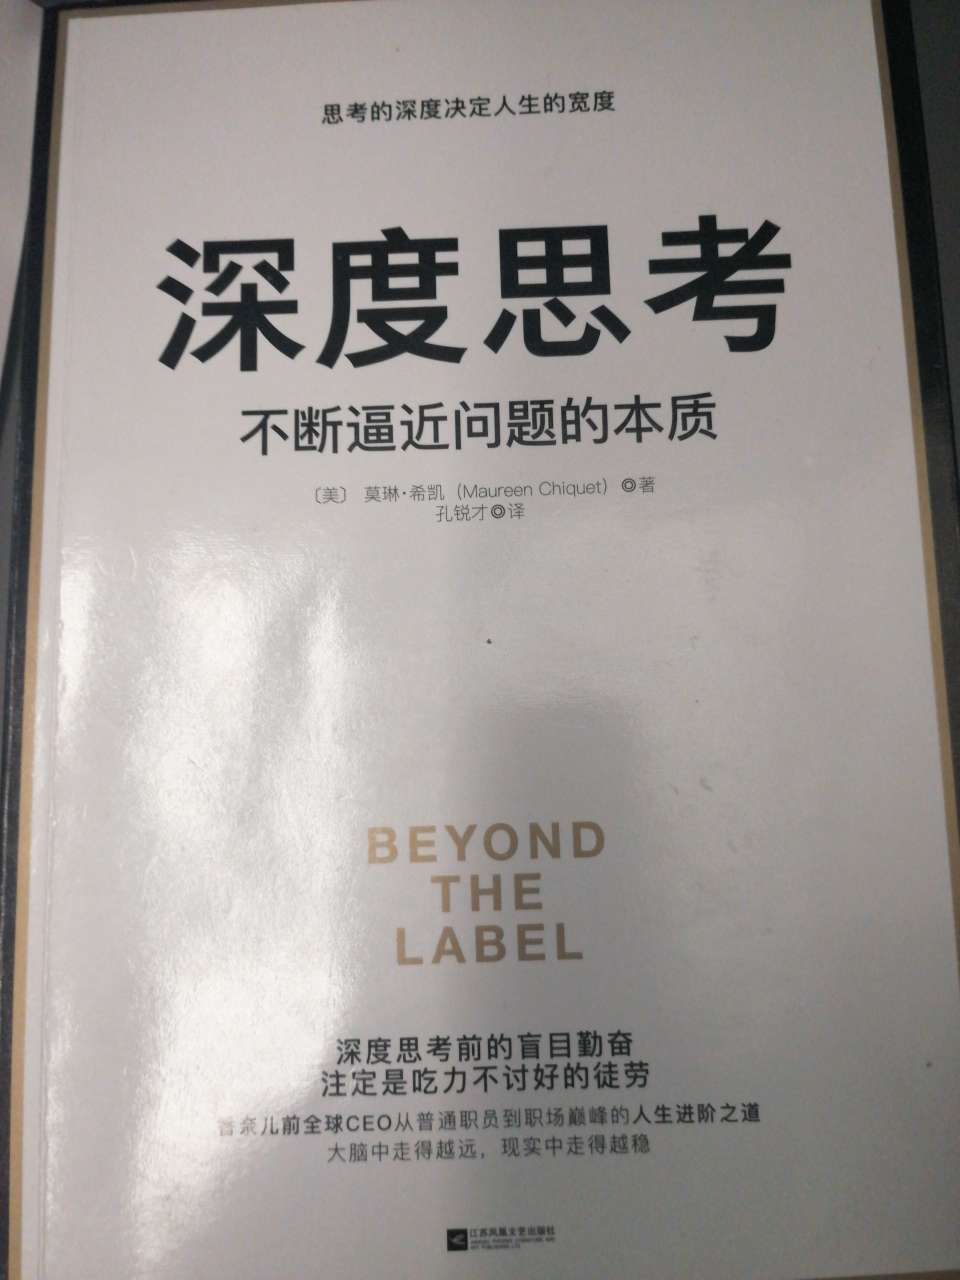 思考的深度决定人生的宽度
深度思考
不断逼近问题的本质
〔美〕 莫琳·希凯（Maureen Chiquet）◎著
孔锐才◎译
BEYOND
THE
LABEL
深度思考前的盲目勤奋
注定是吃力不讨好的徒劳
香奈儿前全球CEO从普通职员到职场巅峰的人生进阶之道
大脑中走得越远，现实中走得越稳
江苏凤凰文艺出版社